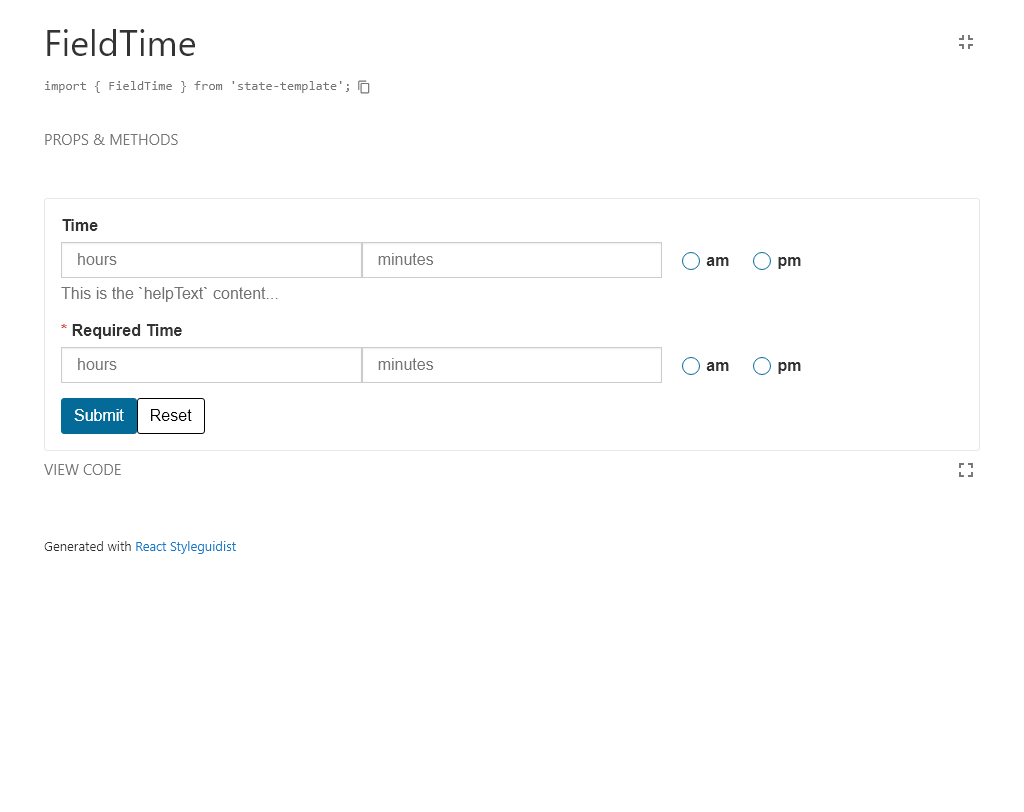 FieldTime
import { FieldTime } from 'state-template';
PROPS & METHODS
Time
hours minutes am pm
This is the `helpText` content...
* Required Time
hours minutes am pm
Submit Reset
VIEW CODE
Generated with React Styleguidist